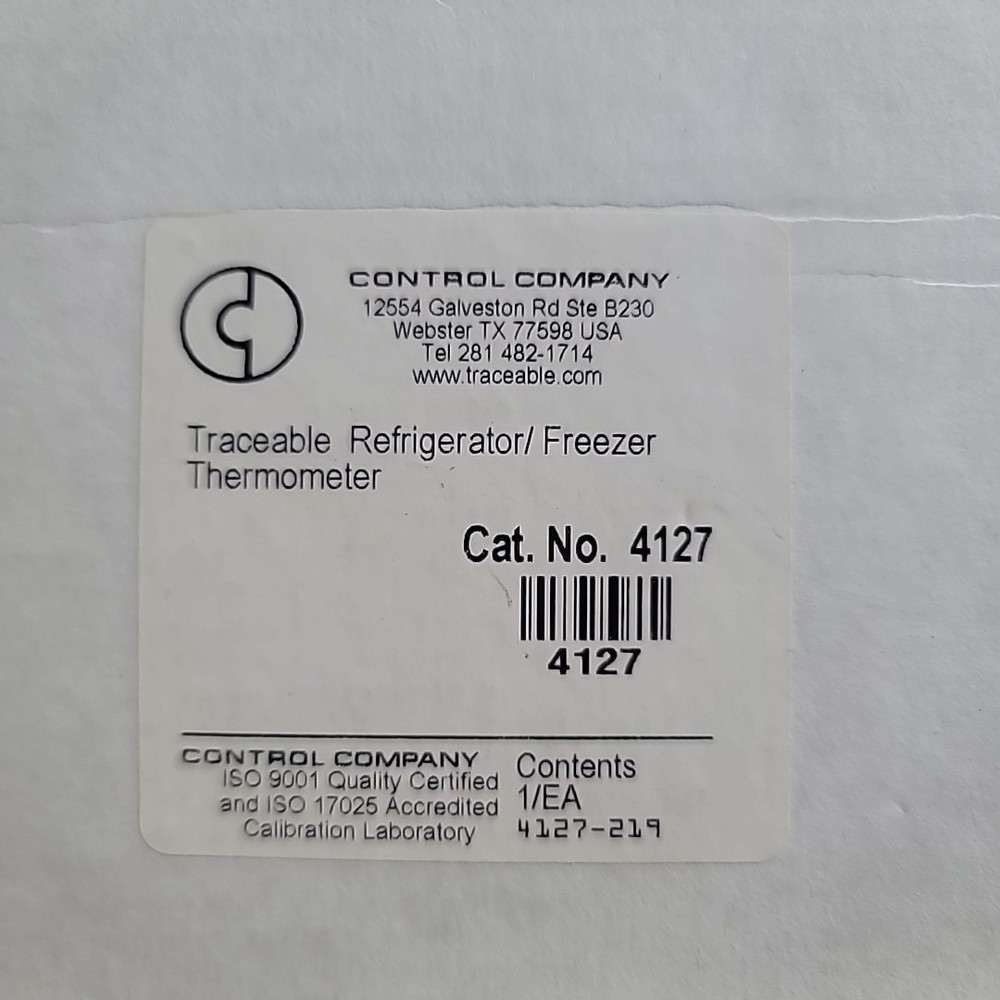 CONTROL COMPANY
12554 Galveston Rd Ste B230
Webster TX 77598 USA
Tel 281 482-1714
www.traceable.com
Traceable Refrigerator/ Freezer
Thermometer
Cat. No. 4127
4127
CONTROL COMPANY
ISO 9001 Quality Certified
and ISO 17025 Accredited
Calibration Laboratory
Contents
1/EA
4127-219